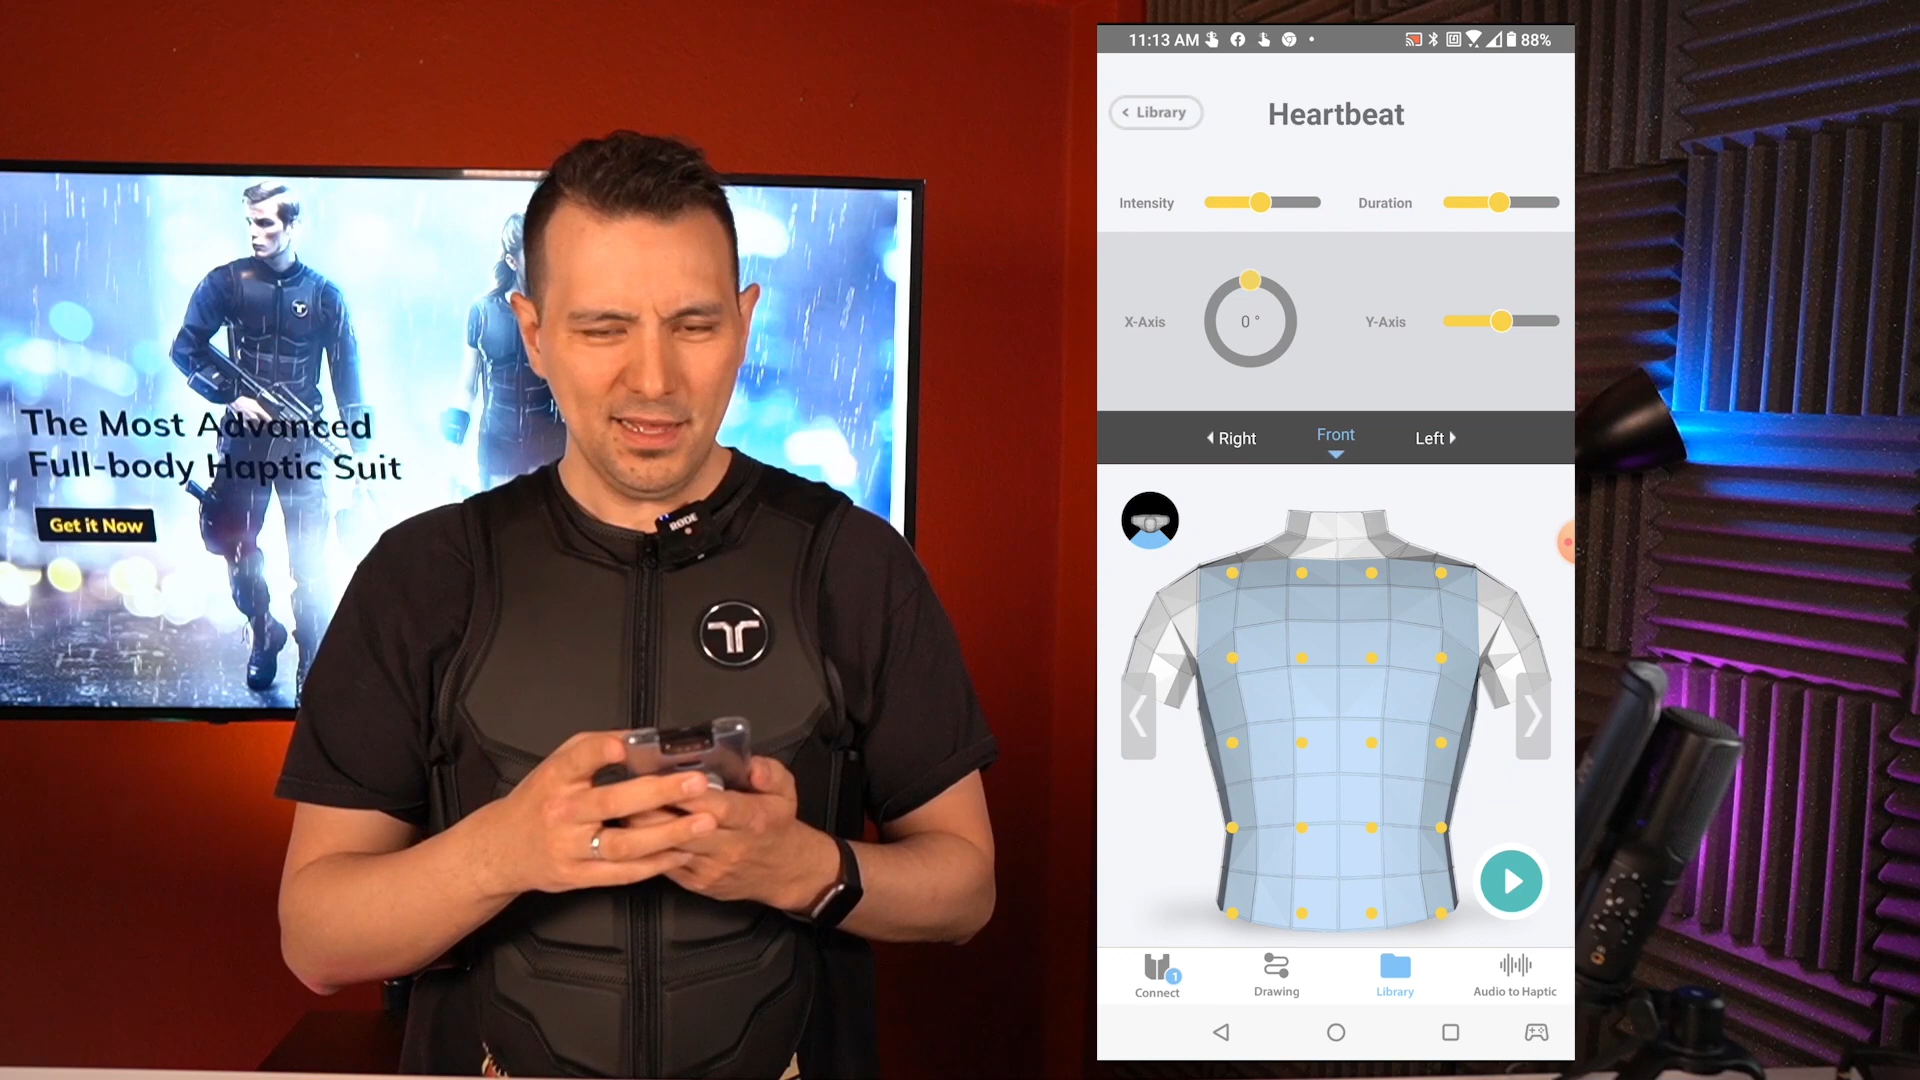 The Most Advanced
Full-body Haptic Suit
Get it Now
RODE
11:13 AM
88%
Library
Heartbeat
Intensity
Duration
X-Axis
0 °
Y-Axis
Right
Front
Left
1
Connect
Drawing
Library
Audio to Haptic